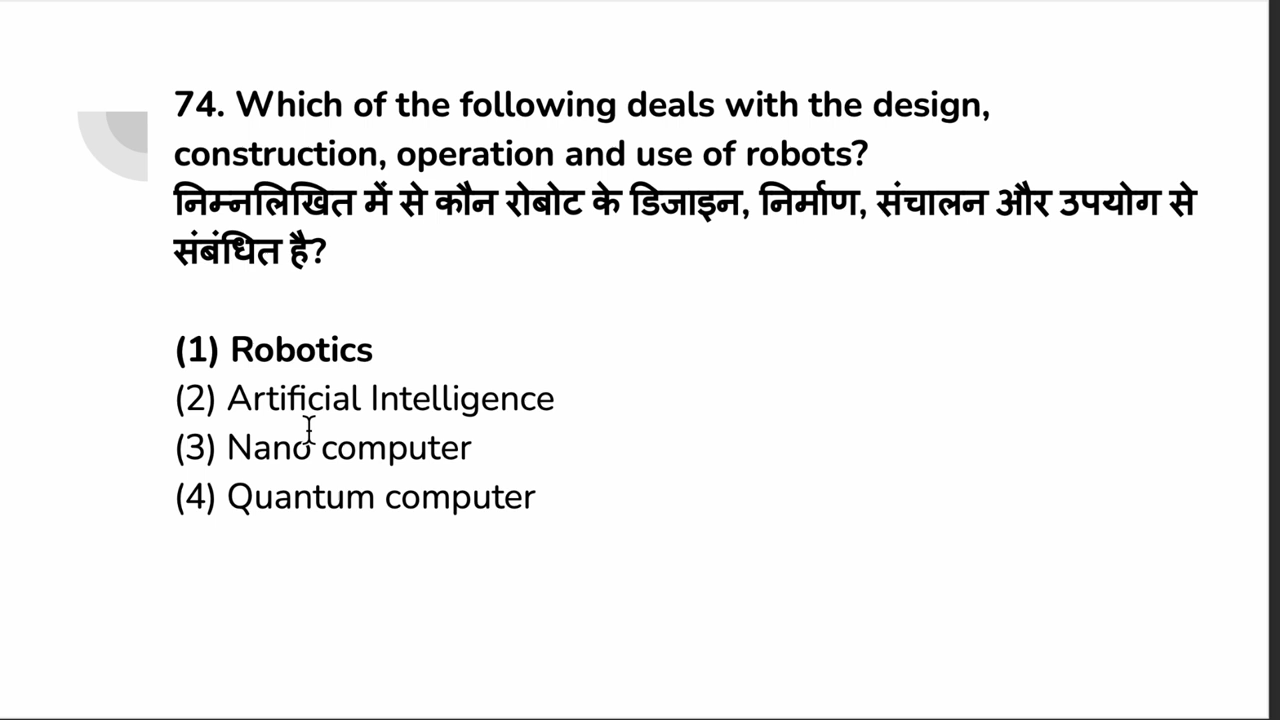 74. Which of the following deals with the design,
construction, operation and use of robots?
निम्नलिखित में से कौन रोबोट के डिजाइन, निर्माण, संचालन और उपयोग से
संबंधित है?
(1) Robotics
(2) Artificial Intelligence
(3) Nano computer
(4) Quantum computer